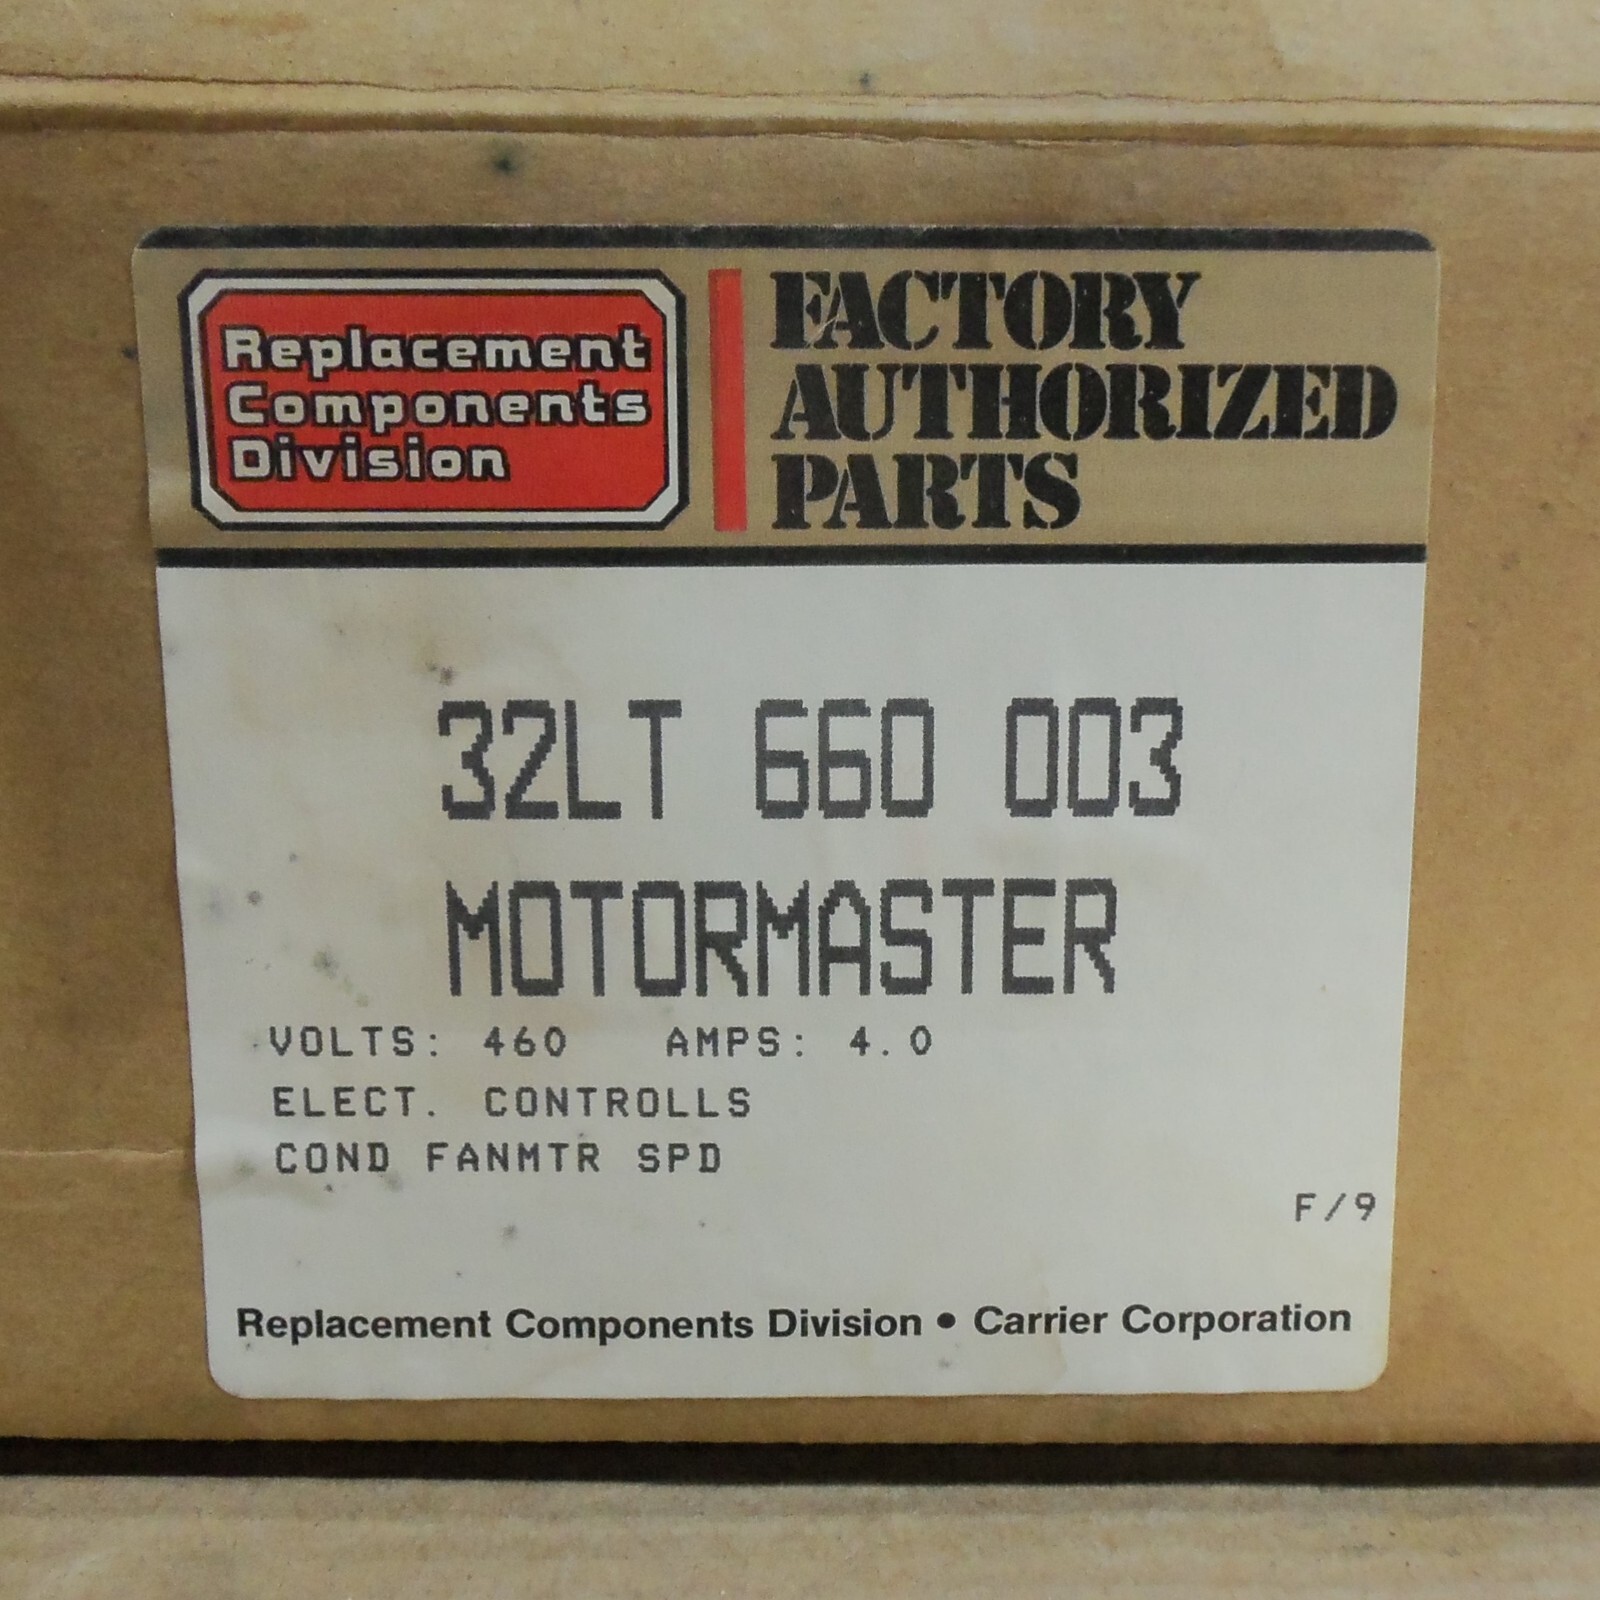 Replacement
Components
Division
FACTORY
AUTHORIZED
PARTS
32LT 660 003
MOTORMASTER
VOLTS: 460 AMPS: 4.0
ELECT. CONTROLLS
COND FANMTR SPD
F/9
Replacement Components Division • Carrier Corporation